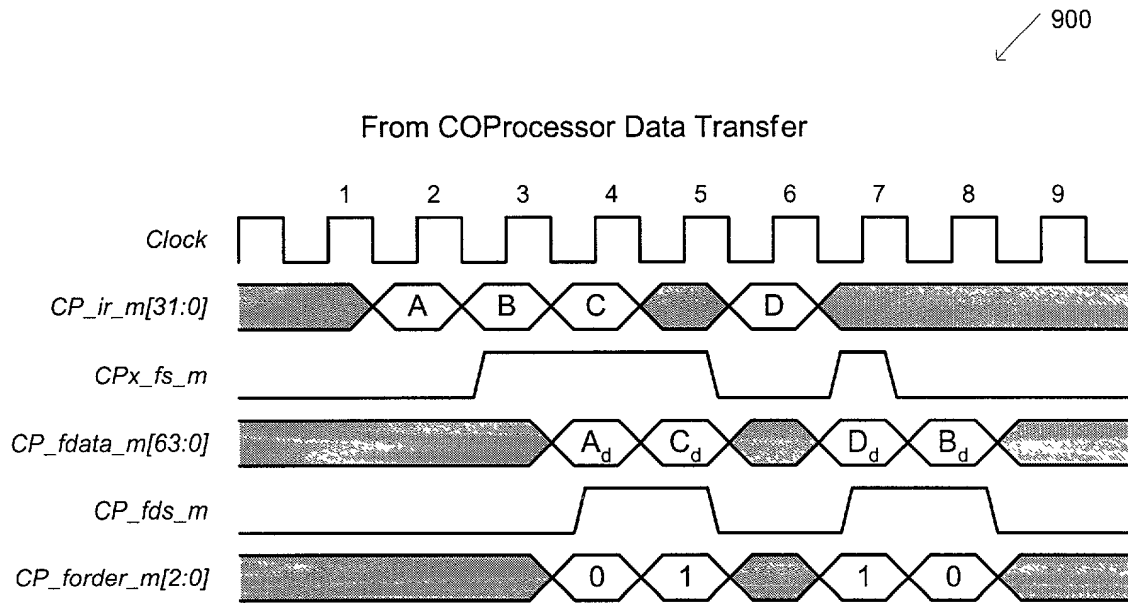 900
From COProcessor Data Transfer
1 2 3 4 5 6 7 8 9
Clock
CP_ir_m[31:0] A B C D
CPx_fs_m
CP_fdata_m[63:0] Ad Cd Dd Bd
CP_fds_m
CP_forder_m[2:0] 0 1 1 0